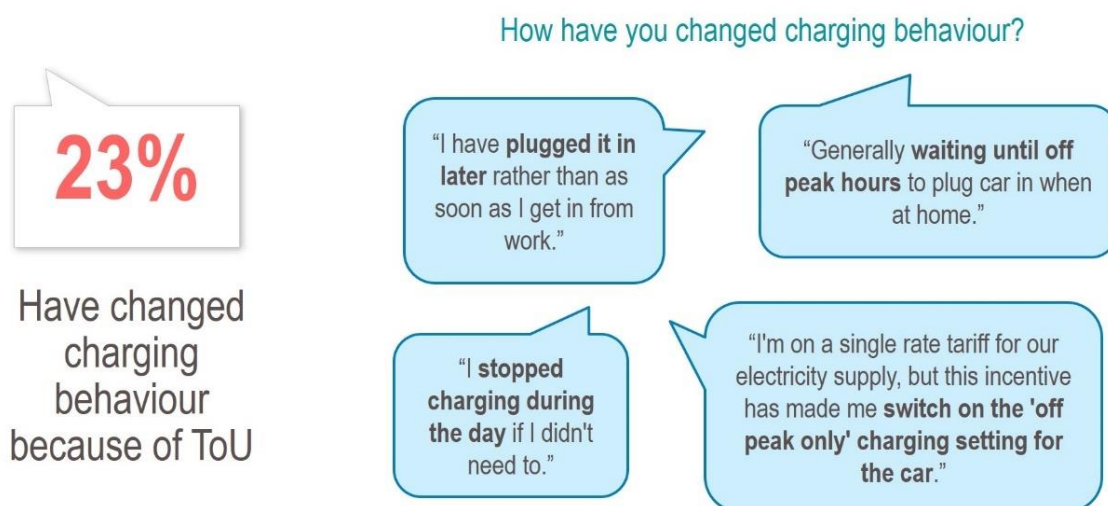 How have you changed charging behaviour?
23%
Have changed
charging
behaviour
because of ToU
“I have plugged it in
later rather than as
soon as I get in from
work.”
“Generally waiting until off
peak hours to plug car in when
at home.”
“I stopped
charging during
the day if I didn't
need to.”
“I'm on a single rate tariff for our
electricity supply, but this incentive
has made me switch on the 'off
peak only' charging setting for
the car.”